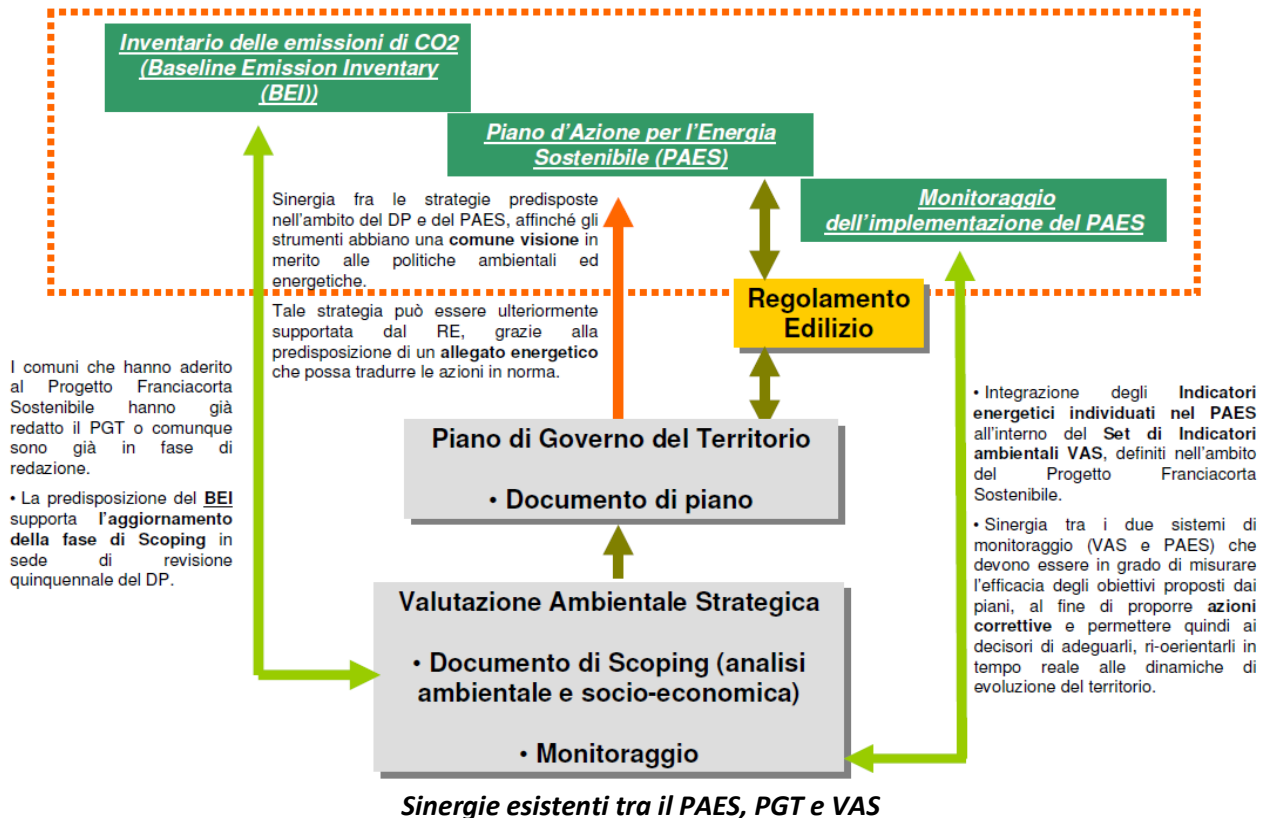 Inventario delle emissioni di CO2
(Baseline Emission Inventary
(BEI))
Piano d'Azione per l'Energia
Sostenibile (PAES)
Monitoraggio
dell'implementazione del PAES
Sinergia fra le strategie predisposte
nell'ambito del DP e del PAES, affinché gli
strumenti abbiano una comune visione in
merito alle politiche ambientali ed
energetiche.
Tale strategia può essere ulteriormente
supportata dal RE, grazie alla
predisposizione di un allegato energetico
che possa tradurre le azioni in norma.
Regolamento
Edilizio
I comuni che hanno aderito
al Progetto Franciacorta
Sostenibile hanno già
redatto il PGT o comunque
sono già in fase di
redazione.
• La predisposizione del BEI
supporta l'aggiornamento
della fase di Scoping in
sede di revisione
quinquennale del DP.
Piano di Governo del Territorio
• Documento di piano
Valutazione Ambientale Strategica
• Documento di Scoping (analisi
ambientale e socio-economica)
• Monitoraggio
• Integrazione degli Indicatori
energetici individuati nel PAES
all'interno del Set di Indicatori
ambientali VAS, definiti nell'ambito
del Progetto Franciacorta
Sostenibile.
• Sinergia tra i due sistemi di
monitoraggio (VAS e PAES) che
devono essere in grado di misurare
l'efficacia degli obiettivi proposti dai
piani, al fine di proporre azioni
correttive e permettere quindi ai
decisori di adeguarli, ri-oerientarli in
tempo reale alle dinamiche di
evoluzione del territorio.
Sinergie esistenti tra il PAES, PGT e VAS